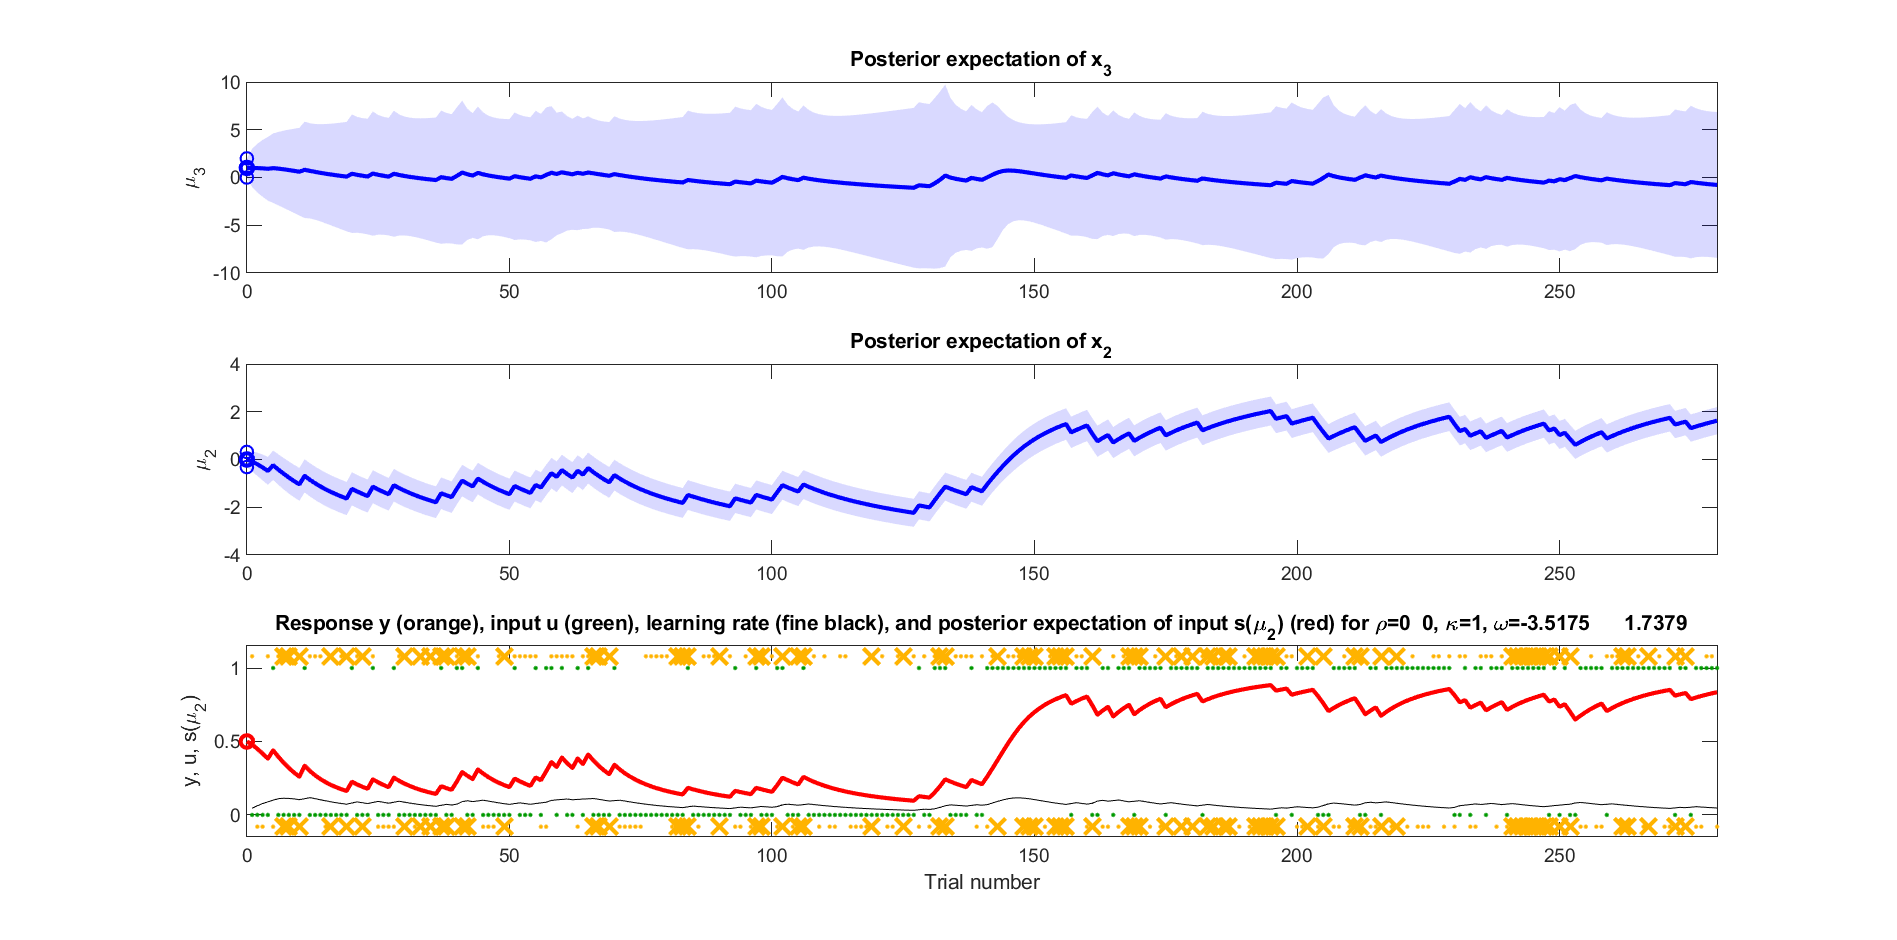 Posterior expectation of x3
10
5
0
-5
-10
μ3
0 50 100 150 200 250
Posterior expectation of x2
4
2
0
-2
-4
μ2
0 50 100 150 200 250
Response y (orange), input u (green), learning rate (fine black), and posterior expectation of input s(μ2) (red) for ρ=0 0, κ=1, ω=-3.5175 1.7379
1
0.5
0
y, u, s(μ2)
0 50 100 150 200 250
Trial number